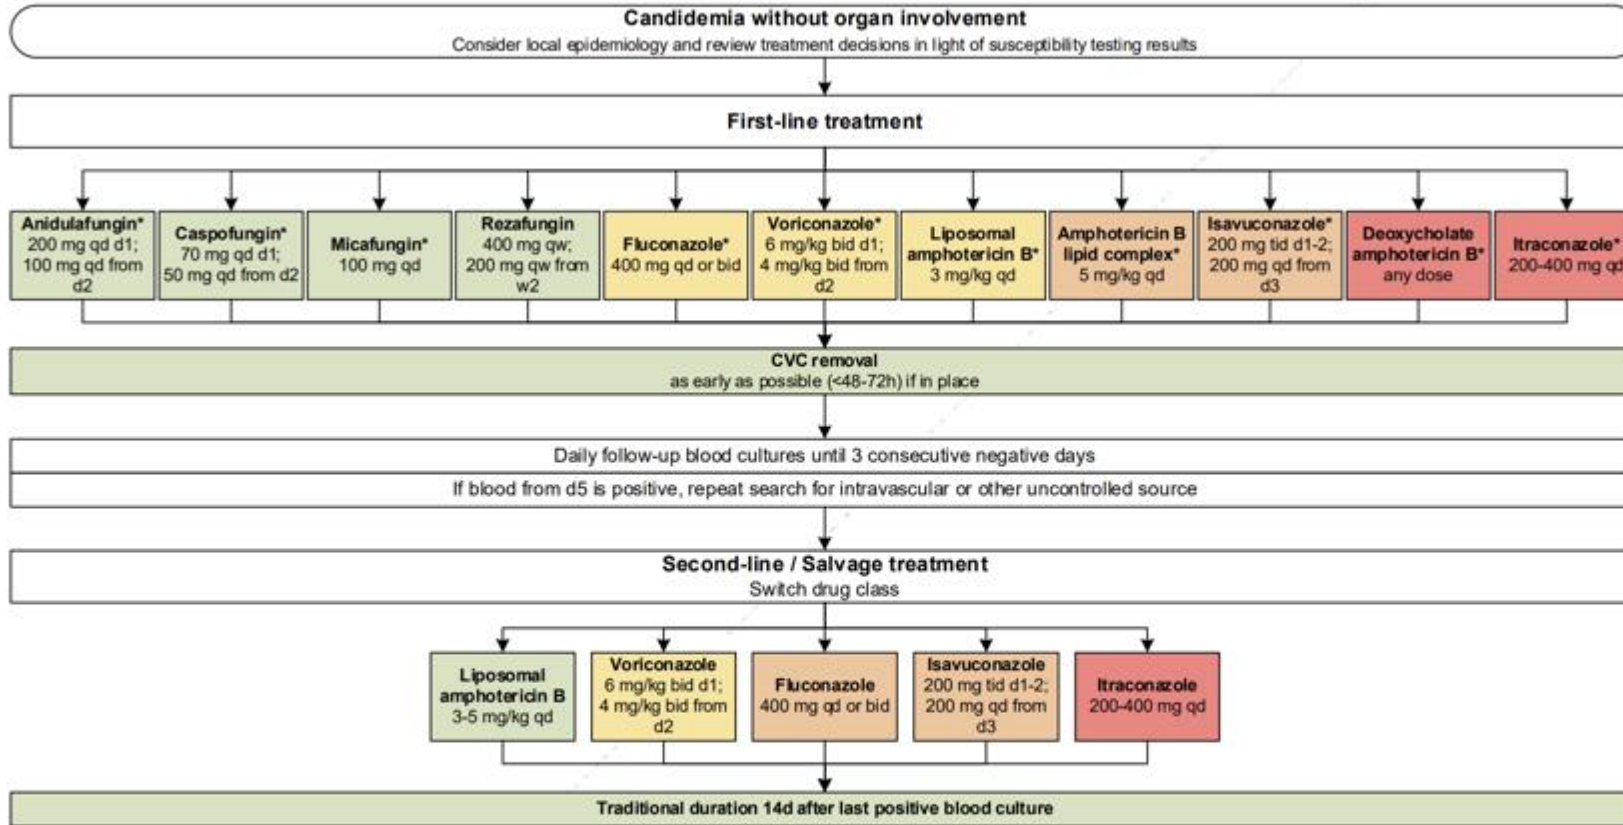 Candidemia without organ involvement
Consider local epidemiology and review treatment decisions in light of susceptibility testing results
First-line treatment
Anidulafungin*
200 mg qd d1;
100 mg qd from
d2
Caspofungin*
70 mg qd d1;
50 mg qd from d2
Micafungin*
100 mg qd
Rezafungin
400 mg qw;
200 mg qw from
w2
Fluconazole*
400 mg qd or bid
Voriconazole*
6 mg/kg bid d1;
4 mg/kg bid from
d2
Liposomal
amphotericin B*
3 mg/kg qd
Amphotericin B
lipid complex*
5 mg/kg qd
Isavuconazole*
200 mg tid d1-2;
200 mg qd from
d3
Deoxycholate
amphotericin B*
any dose
Itraconazole*
200-400 mg qd
CVC removal
as early as possible (<48-72h) if in place
Daily follow-up blood cultures until 3 consecutive negative days
If blood from d5 is positive, repeat search for intravascular or other uncontrolled source
Second-line / Salvage treatment
Switch drug class
Liposomal
amphotericin B
3-5 mg/kg qd
Voriconazole
6 mg/kg bid d1;
4 mg/kg bid from
d2
Fluconazole
400 mg qd or bid
Isavuconazole
200 mg tid d1-2;
200 mg qd from
d3
Itraconazole
200-400 mg qd
Traditional duration 14d after last positive blood culture